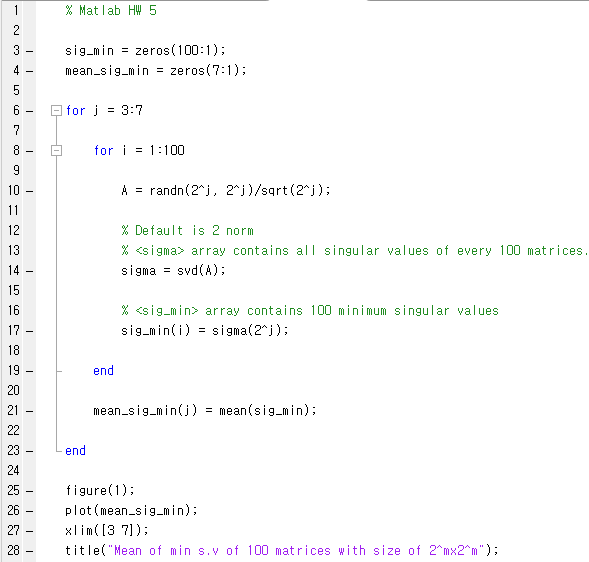 1 % Matlab HW 5
2
3 – sig_min = zeros(100:1);
4 – mean_sig_min = zeros(7:1);
5
6 – for j = 3:7
7
8 – for i = 1:100
9
10 – A = randn(2^j, 2^j)/sqrt(2^j);
11
12 % Default is 2 norm
13 % <sigma> array contains all singular values of every 100 matrices.
14 – sigma = svd(A);
15
16 % <sig_min> array contains 100 minimum singular values
17 – sig_min(i) = sigma(2^j);
18
19 – end
20
21 – mean_sig_min(j) = mean(sig_min);
22
23 – end
24
25 – figure(1);
26 – plot(mean_sig_min);
27 – xlim([3 7]);
28 – title("Mean of min s.v of 100 matrices with size of 2^mx2^m");